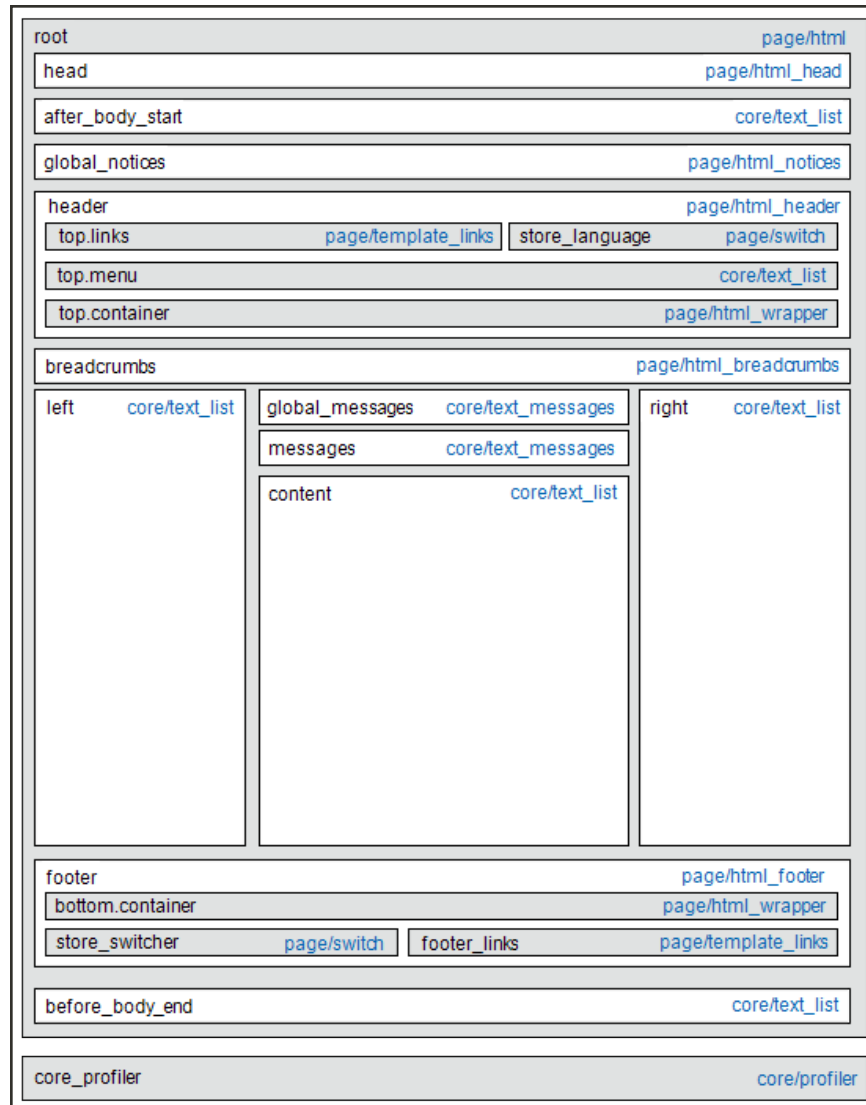 root page/html
head page/html_head
after_body_start core/text_list
global_notices page/html_notices
header page/html_header
top.links page/template_links store_language page/switch
top.menu core/text_list
top.container page/html_wrapper
breadcrumbs page/html_breadcrumbs
left core/text_list global_messages core/text_messages right core/text_list
messages core/text_messages
content core/text_list
footer page/html_footer
bottom.container page/html_wrapper
store_switcher page/switch footer_links page/template_links
before_body_end core/text_list
core_profiler core/profiler